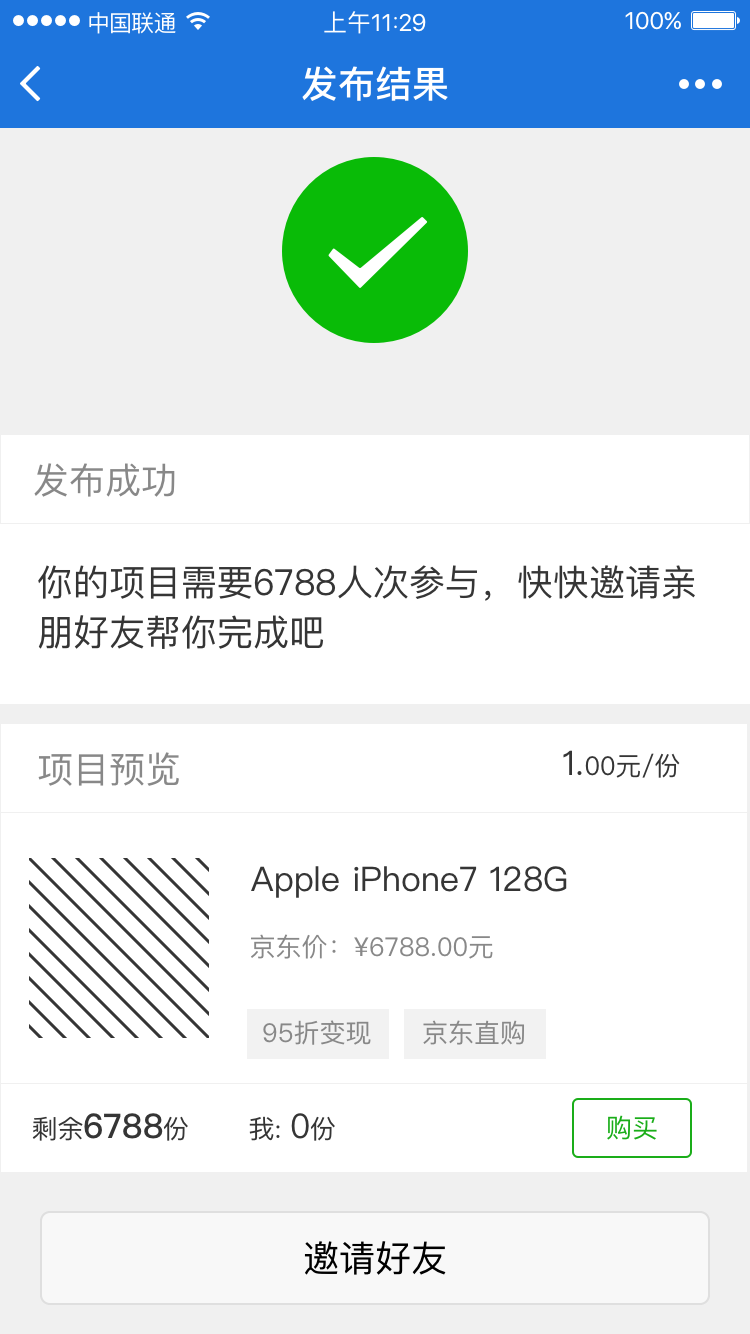 中国联通
上午11:29
100%
发布结果
发布成功
你的项目需要6788人次参与，快快邀请亲
朋好友帮你完成吧
项目预览
1.00元/份
Apple iPhone7 128G
京东价：¥6788.00元
95折变现
京东直购
剩余6788份
我: 0份
购买
邀请好友